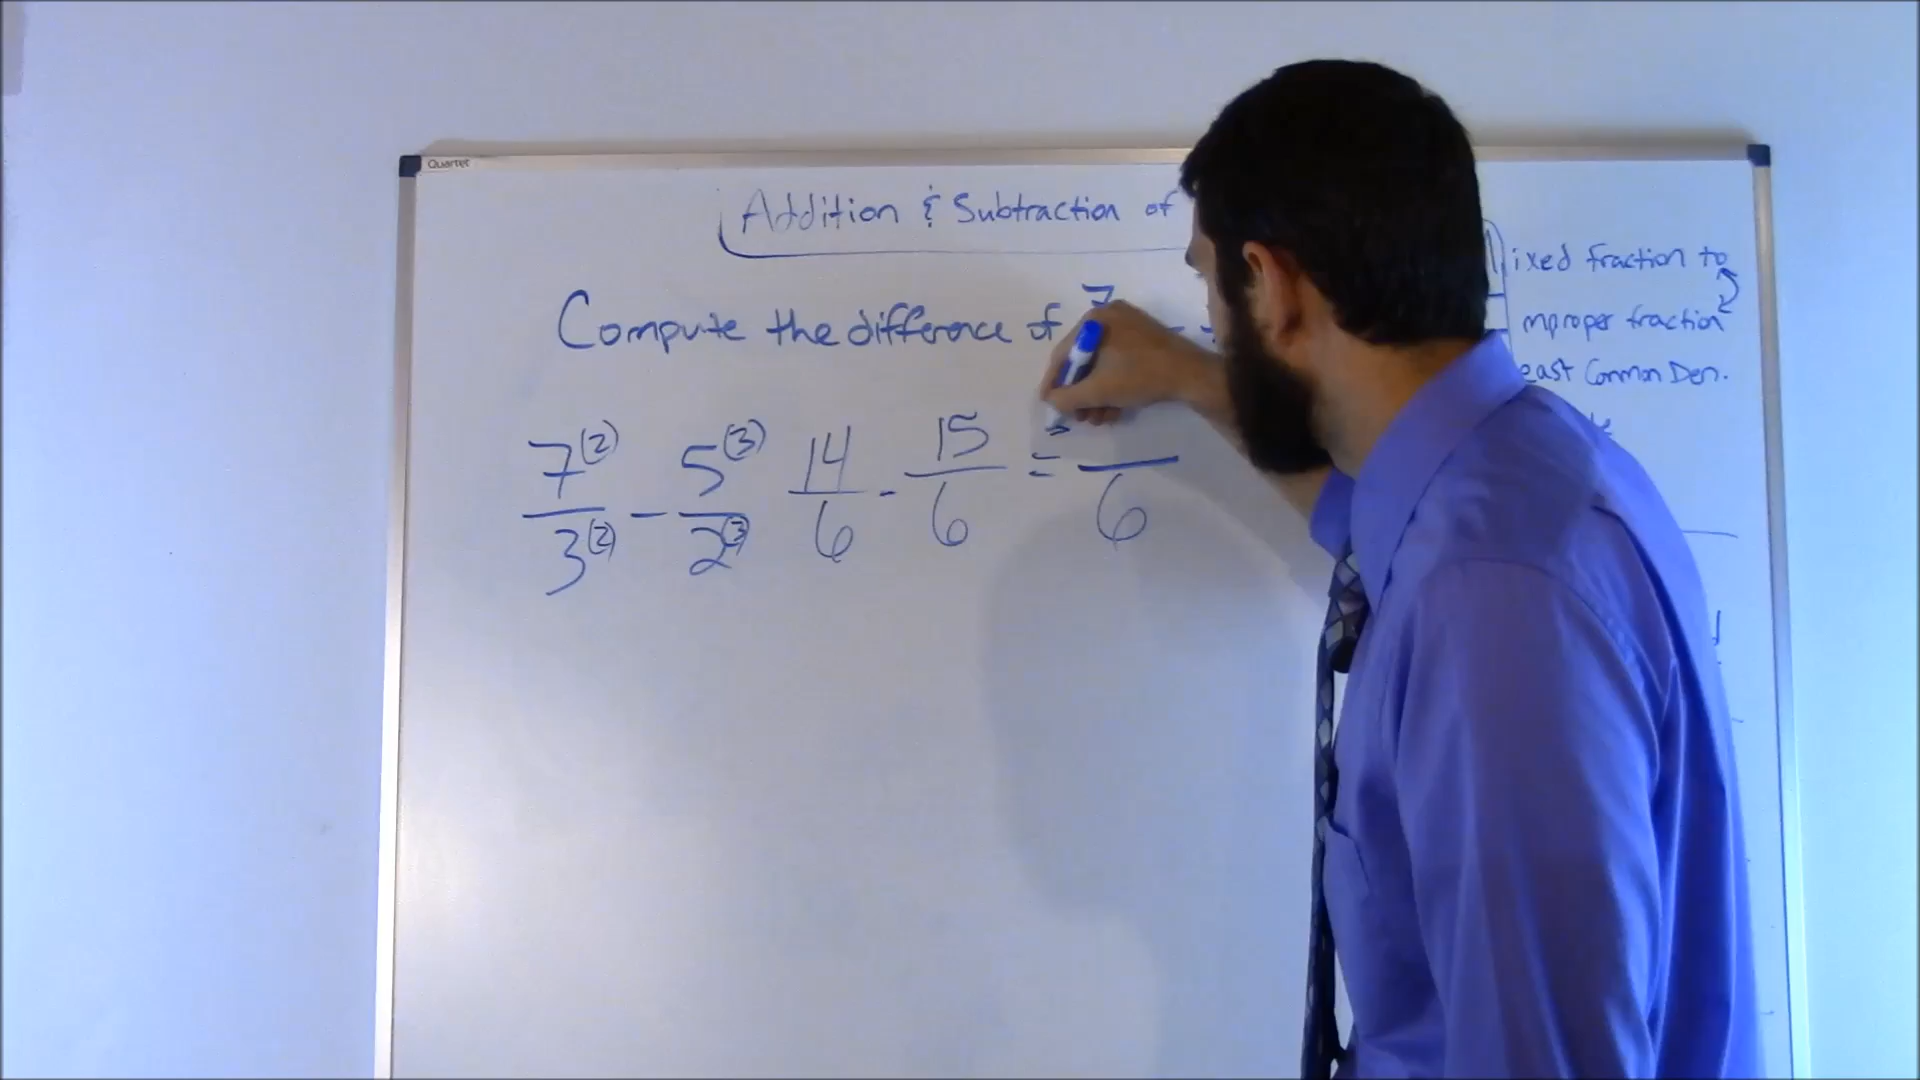 Quartet
Addition & Subtraction of
ixed fraction to
mproper fraction
east Common Den.
Compute the difference of 7 -
7(2) 5(3) 14 15
- - =
3(2) 2(3) 6 6 6